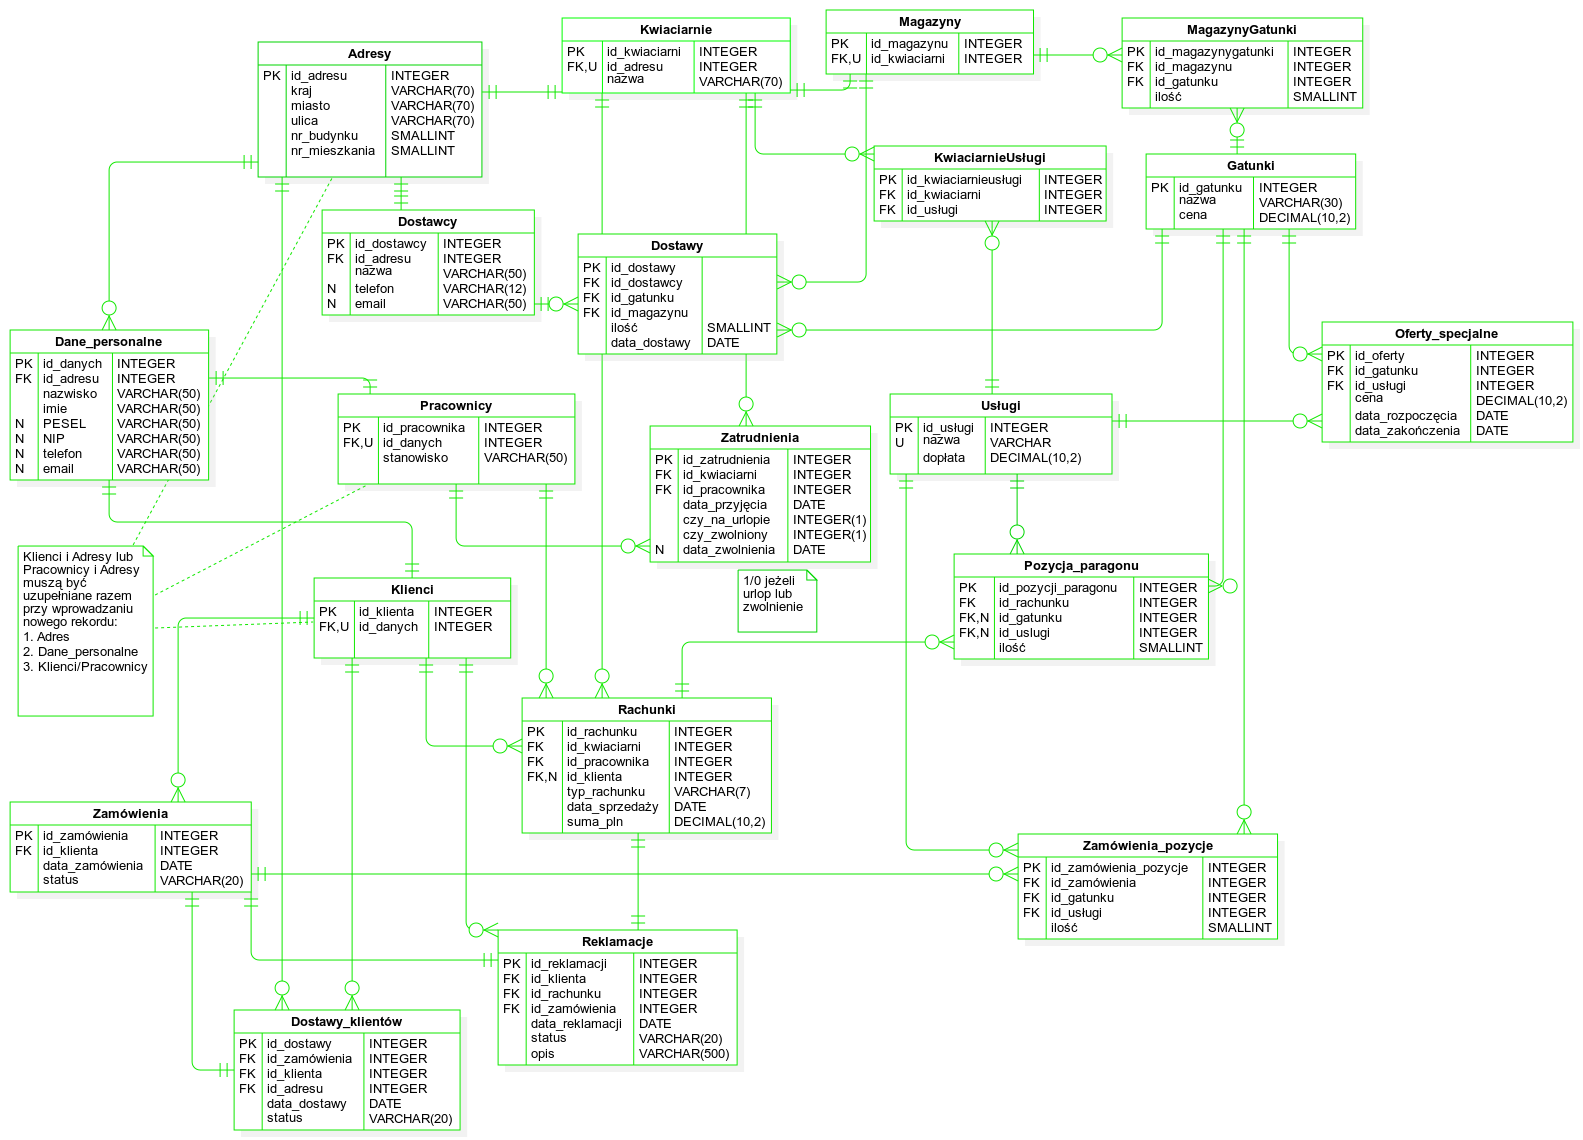 Adresy
PK id_adresu INTEGER
kraj VARCHAR(70)
miasto VARCHAR(70)
ulica VARCHAR(70)
nr_budynku SMALLINT
nr_mieszkania SMALLINT
Kwiaciarnie
PK id_kwiaciarni INTEGER
FK,U id_adresu INTEGER
nazwa VARCHAR(70)
Magazyny
PK id_magazynu INTEGER
FK,U id_kwiaciarni INTEGER
MagazynyGatunki
PK id_magazynygatunki INTEGER
FK id_magazynu INTEGER
FK id_gatunku INTEGER
ilość SMALLINT
KwiaciarnieUsługi
PK id_kwiaciarnieusługi INTEGER
FK id_kwiaciarni INTEGER
FK id_usługi INTEGER
Gatunki
PK id_gatunku INTEGER
nazwa VARCHAR(30)
cena DECIMAL(10,2)
Dostawcy
PK id_dostawcy INTEGER
FK id_adresu INTEGER
nazwa VARCHAR(50)
N telefon VARCHAR(12)
N email VARCHAR(50)
Dostawy
PK id_dostawy
FK id_dostawcy
FK id_gatunku
FK id_magazynu
ilość SMALLINT
data_dostawy DATE
Dane_personalne
PK id_danych INTEGER
FK id_adresu INTEGER
nazwisko VARCHAR(50)
imie VARCHAR(50)
N PESEL VARCHAR(50)
N NIP VARCHAR(50)
N telefon VARCHAR(50)
N email VARCHAR(50)
Oferty_specjalne
PK id_oferty INTEGER
FK id_gatunku INTEGER
FK id_usługi INTEGER
cena DECIMAL(10,2)
data_rozpoczęcia DATE
data_zakończenia DATE
Pracownicy
PK id_pracownika INTEGER
FK,U id_danych INTEGER
stanowisko VARCHAR(50)
Zatrudnienia
PK id_zatrudnienia INTEGER
FK id_kwiaciarni INTEGER
FK id_pracownika INTEGER
data_przyjęcia DATE
czy_na_urlopie INTEGER(1)
czy_zwolniony INTEGER(1)
N data_zwolnienia DATE
Usługi
PK id_usługi INTEGER
U nazwa VARCHAR
dopłata DECIMAL(10,2)
Klienci i Adresy lub
Pracownicy i Adresy
muszą być
uzupełniane razem
przy wprowadzaniu
nowego rekordu:
1. Adres
2. Dane_personalne
3. Klienci/Pracownicy
1/0 jeżeli
urlop lub
zwolnienie
Pozycja_paragonu
PK id_pozycji_paragonu INTEGER
FK id_rachunku INTEGER
FK,N id_gatunku INTEGER
FK,N id_uslugi INTEGER
ilość SMALLINT
Klienci
PK id_klienta INTEGER
FK,U id_danych INTEGER
Rachunki
PK id_rachunku INTEGER
FK id_kwiaciarni INTEGER
FK id_pracownika INTEGER
FK,N id_klienta INTEGER
typ_rachunku VARCHAR(7)
data_sprzedaży DATE
suma_pln DECIMAL(10,2)
Zamówienia
PK id_zamówienia INTEGER
FK id_klienta INTEGER
data_zamówienia DATE
status VARCHAR(20)
Zamówienia_pozycje
PK id_zamówienia_pozycje INTEGER
FK id_zamówienia INTEGER
FK id_gatunku INTEGER
FK id_usługi INTEGER
ilość SMALLINT
Reklamacje
PK id_reklamacji INTEGER
FK id_klienta INTEGER
FK id_rachunku INTEGER
FK id_zamówienia INTEGER
data_reklamacji DATE
status VARCHAR(20)
opis VARCHAR(500)
Dostawy_klientów
PK id_dostawy INTEGER
FK id_zamówienia INTEGER
FK id_klienta INTEGER
FK id_adresu INTEGER
data_dostawy DATE
status VARCHAR(20)